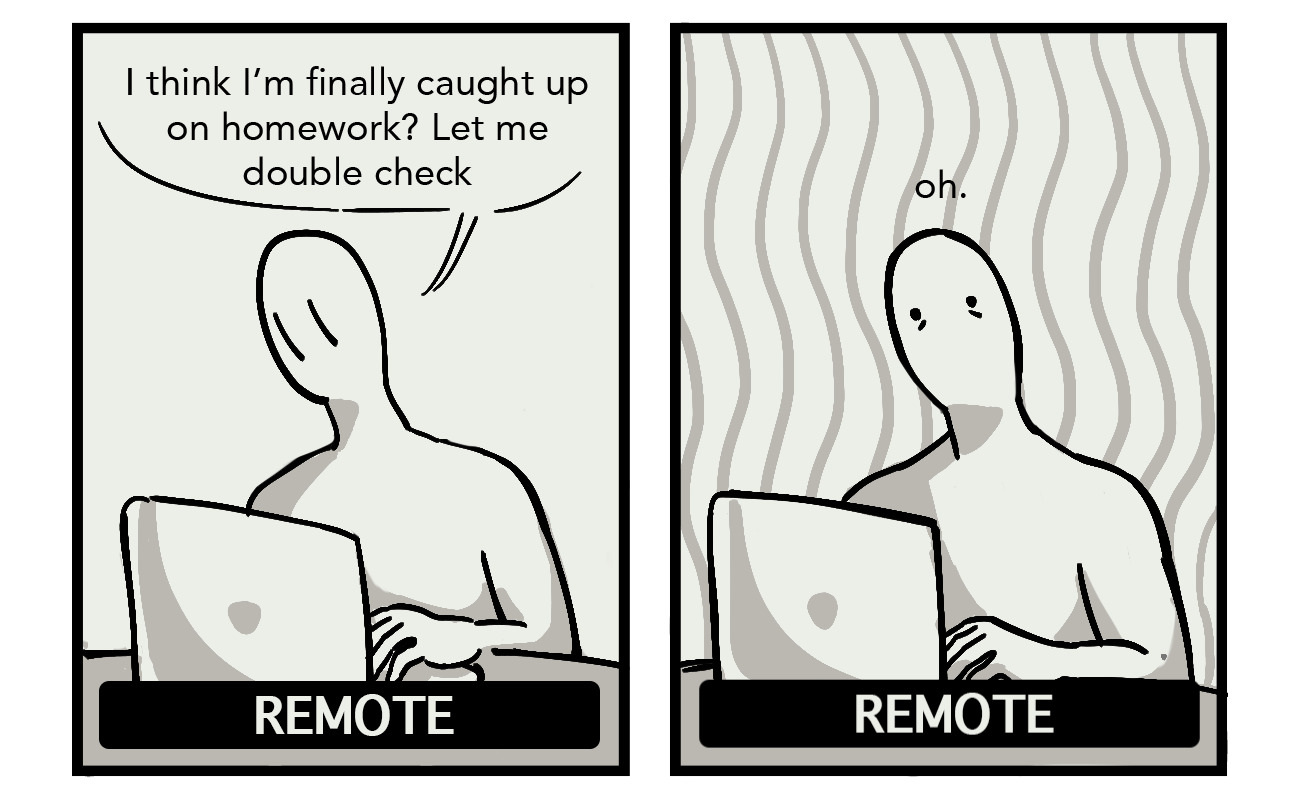 I think I’m finally caught up
on homework? Let me
double check
REMOTE
oh.
REMOTE